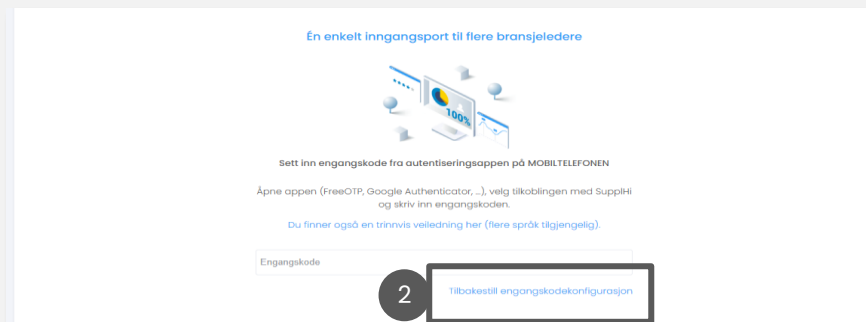 Én enkelt inngangsport til flere bransjeledere
100%
Sett inn engangskode fra autentiseringsappen på MOBILTELEFONEN
Åpne appen (FreeOTP, Google Authenticator, ...), velg tilkoblingen med SupplHi
og skriv inn engangskoden.
Du finner også en trinnvis veiledning her (flere språk tilgjengelig).
Engangskode
2
Tilbakestill engangskodekonfigurasjon